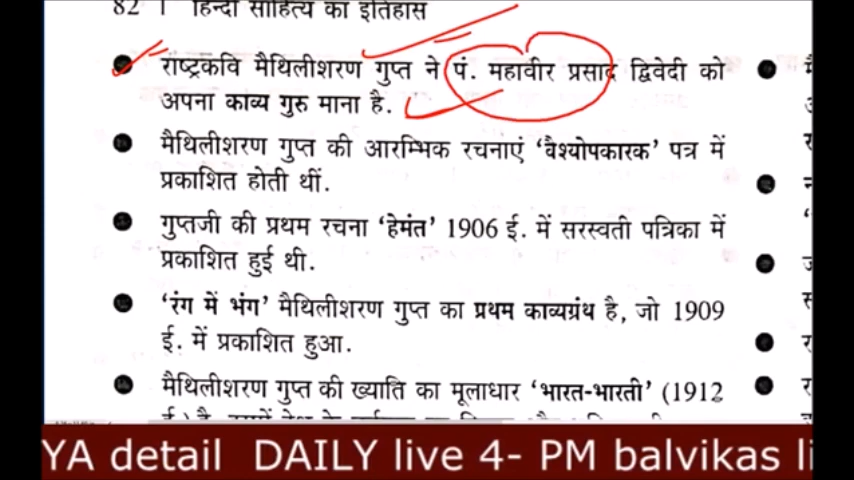 82 | हिन्दी साहित्य का इतिहास
राष्ट्रकवि मैथिलीशरण गुप्त ने पं. महावीर प्रसाद द्विवेदी को
अपना काव्य गुरु माना है.
मैथिलीशरण गुप्त की आरम्भिक रचनाएं ‘वैश्योपकारक’ पत्र में
प्रकाशित होती थीं.
गुप्तजी की प्रथम रचना ‘हेमंत’ 1906 ई. में सरस्वती पत्रिका में
प्रकाशित हुई थी.
‘रंग में भंग’ मैथिलीशरण गुप्त का प्रथम काव्यग्रंथ है, जो 1909
ई. में प्रकाशित हुआ.
मैथिलीशरण गुप्त की ख्याति का मूलाधार ‘भारत-भारती’ (1912
YA detail DAILY live 4- PM balvikas li